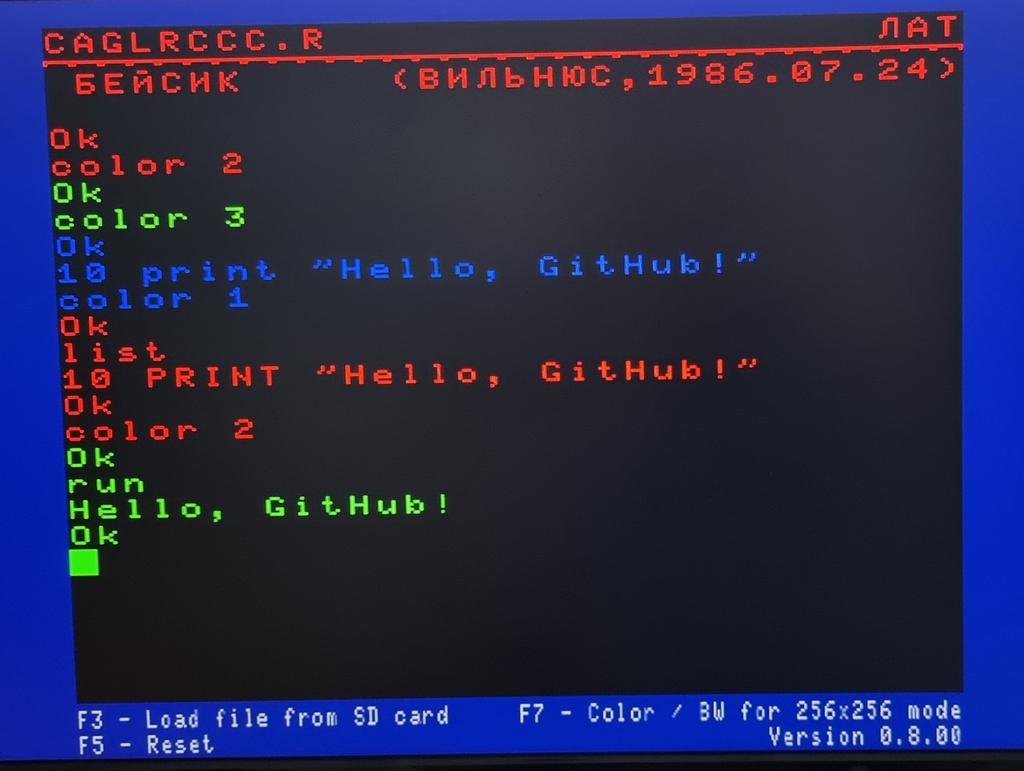 CAGLRCCC.R ЛАТ
БЕЙСИК (ВИЛЬНЮС,1986.07.24)
Ok
color 2
Ok
color 3
Ok
10 print "Hello, GitHub!"
color 1
Ok
list
10 PRINT "Hello, GitHub!"
Ok
color 2
Ok
run
Hello, GitHub!
Ok
F3 - Load file from SD card F7 - Color / BW for 256x256 mode
F5 - Reset Version 0.8.00